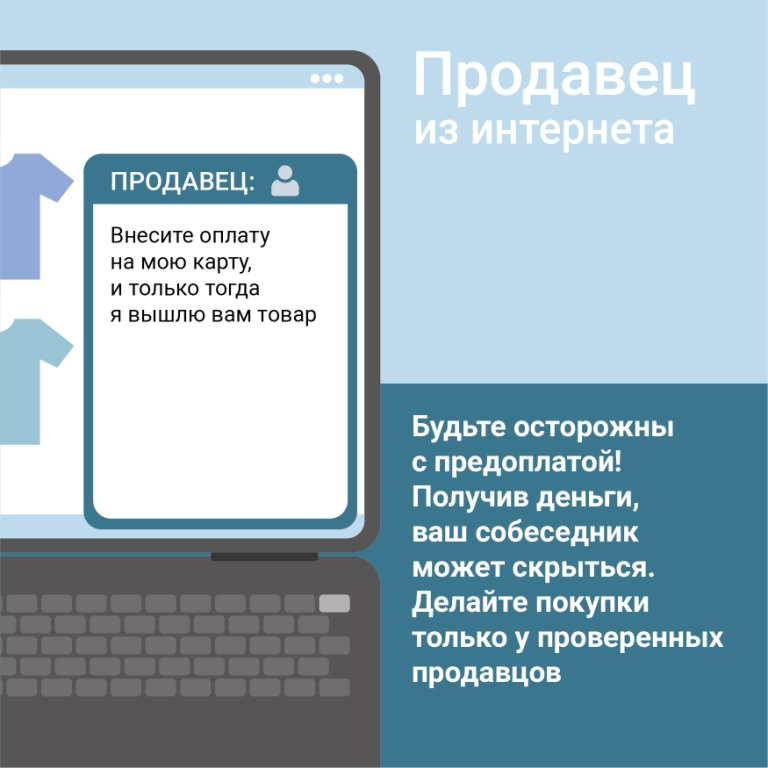 Продавец
из интернета
ПРОДАВЕЦ:
Внесите оплату
на мою карту,
и только тогда
я вышлю вам товар
Будьте осторожны
с предоплатой!
Получив деньги,
ваш собеседник
может скрыться.
Делайте покупки
только у проверенных
продавцов